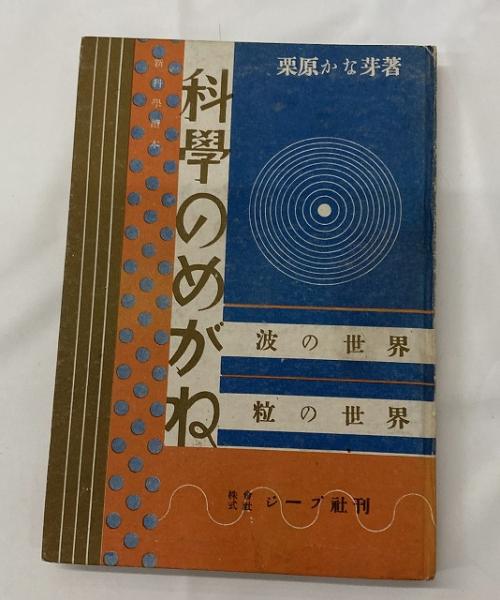 栗原かな芽著
新科學繪本
科學のめがね
波の世界
粒の世界
株式會社 ジープ社刊